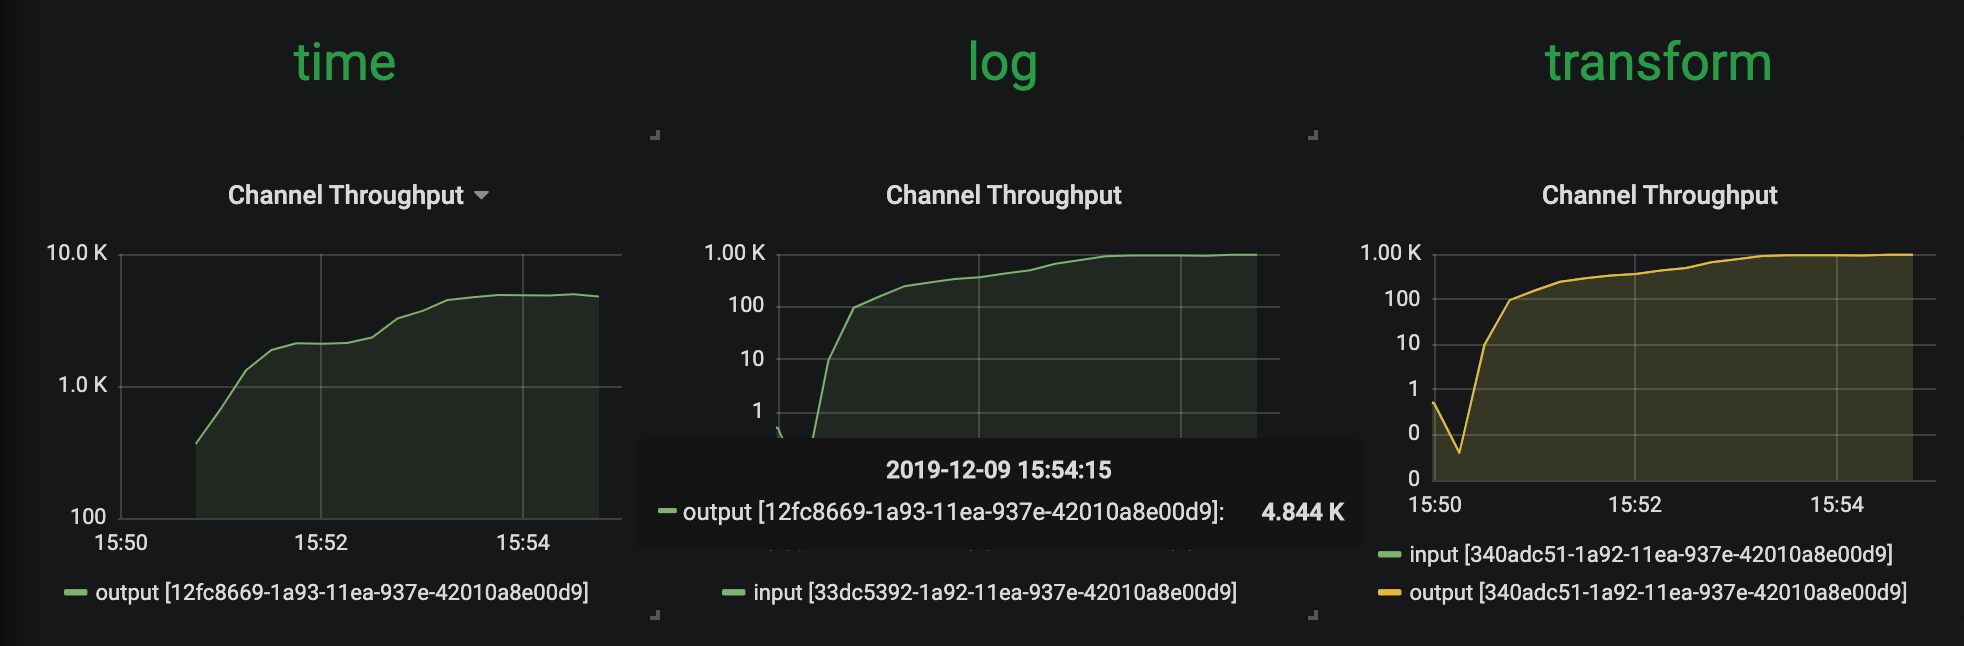 time
log
transform
Channel Throughput
10.0 K
1.0 K
100
15:50 15:52 15:54
output [12fc8669-1a93-11ea-937e-42010a8e00d9]
Channel Throughput
1.00 K
100
10
1
2019-12-09 15:54:15
output [12fc8669-1a93-11ea-937e-42010a8e00d9]: 4.844 K
input [33dc5392-1a92-11ea-937e-42010a8e00d9]
Channel Throughput
1.00 K
100
10
1
0
0
15:50 15:52 15:54
input [340adc51-1a92-11ea-937e-42010a8e00d9]
output [340adc51-1a92-11ea-937e-42010a8e00d9]